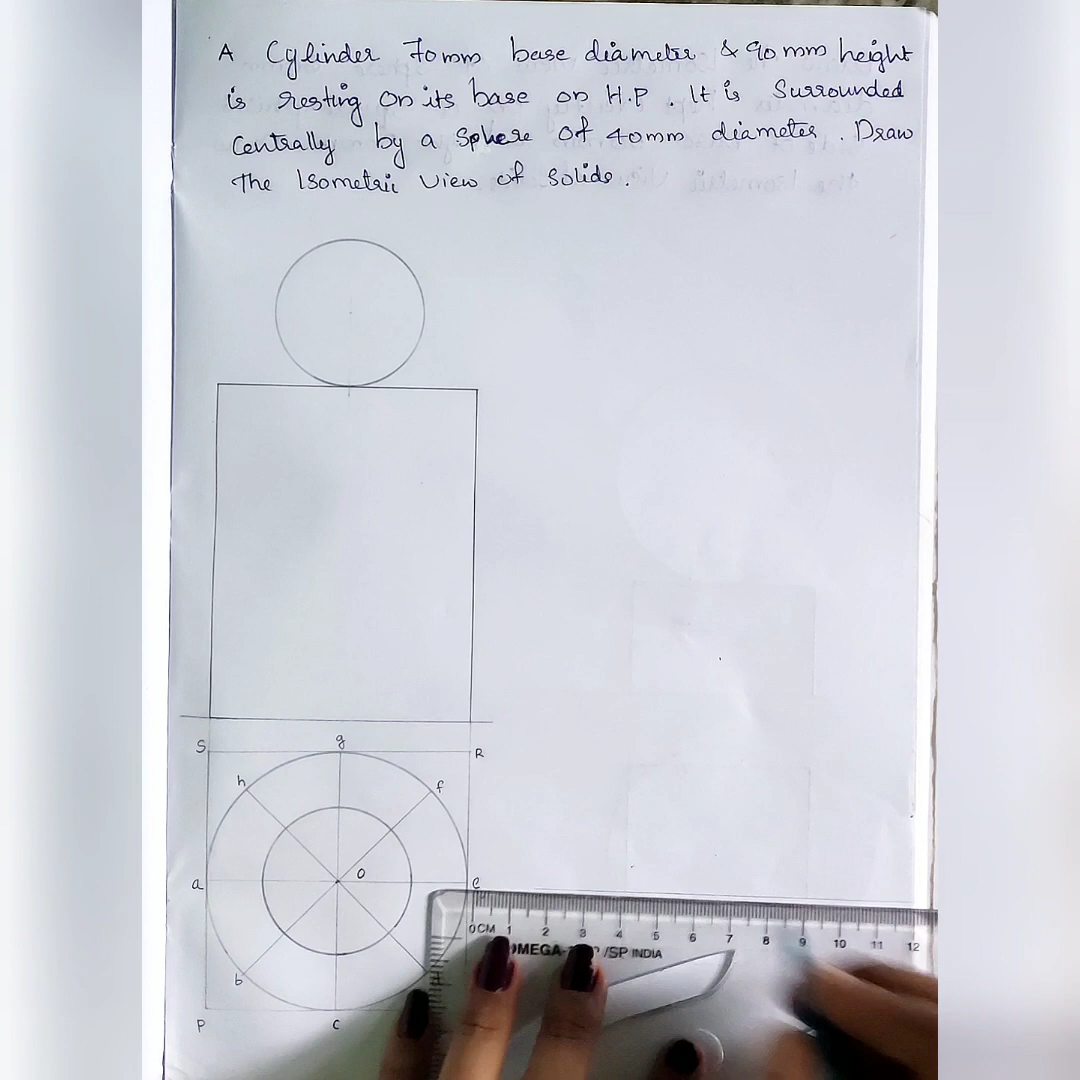 A Cylinder 70mm base diameter & 90mm height
is resting on its base on H.P. It is Surrounded
Centrally by a Sphere of 40mm diameter. Draw
The Isometric View of Solids.
S g R
h f
a O e
b
P C
0CM 1 2 3 4 5 6 7 8 9 10 11 12
/SP INDIA